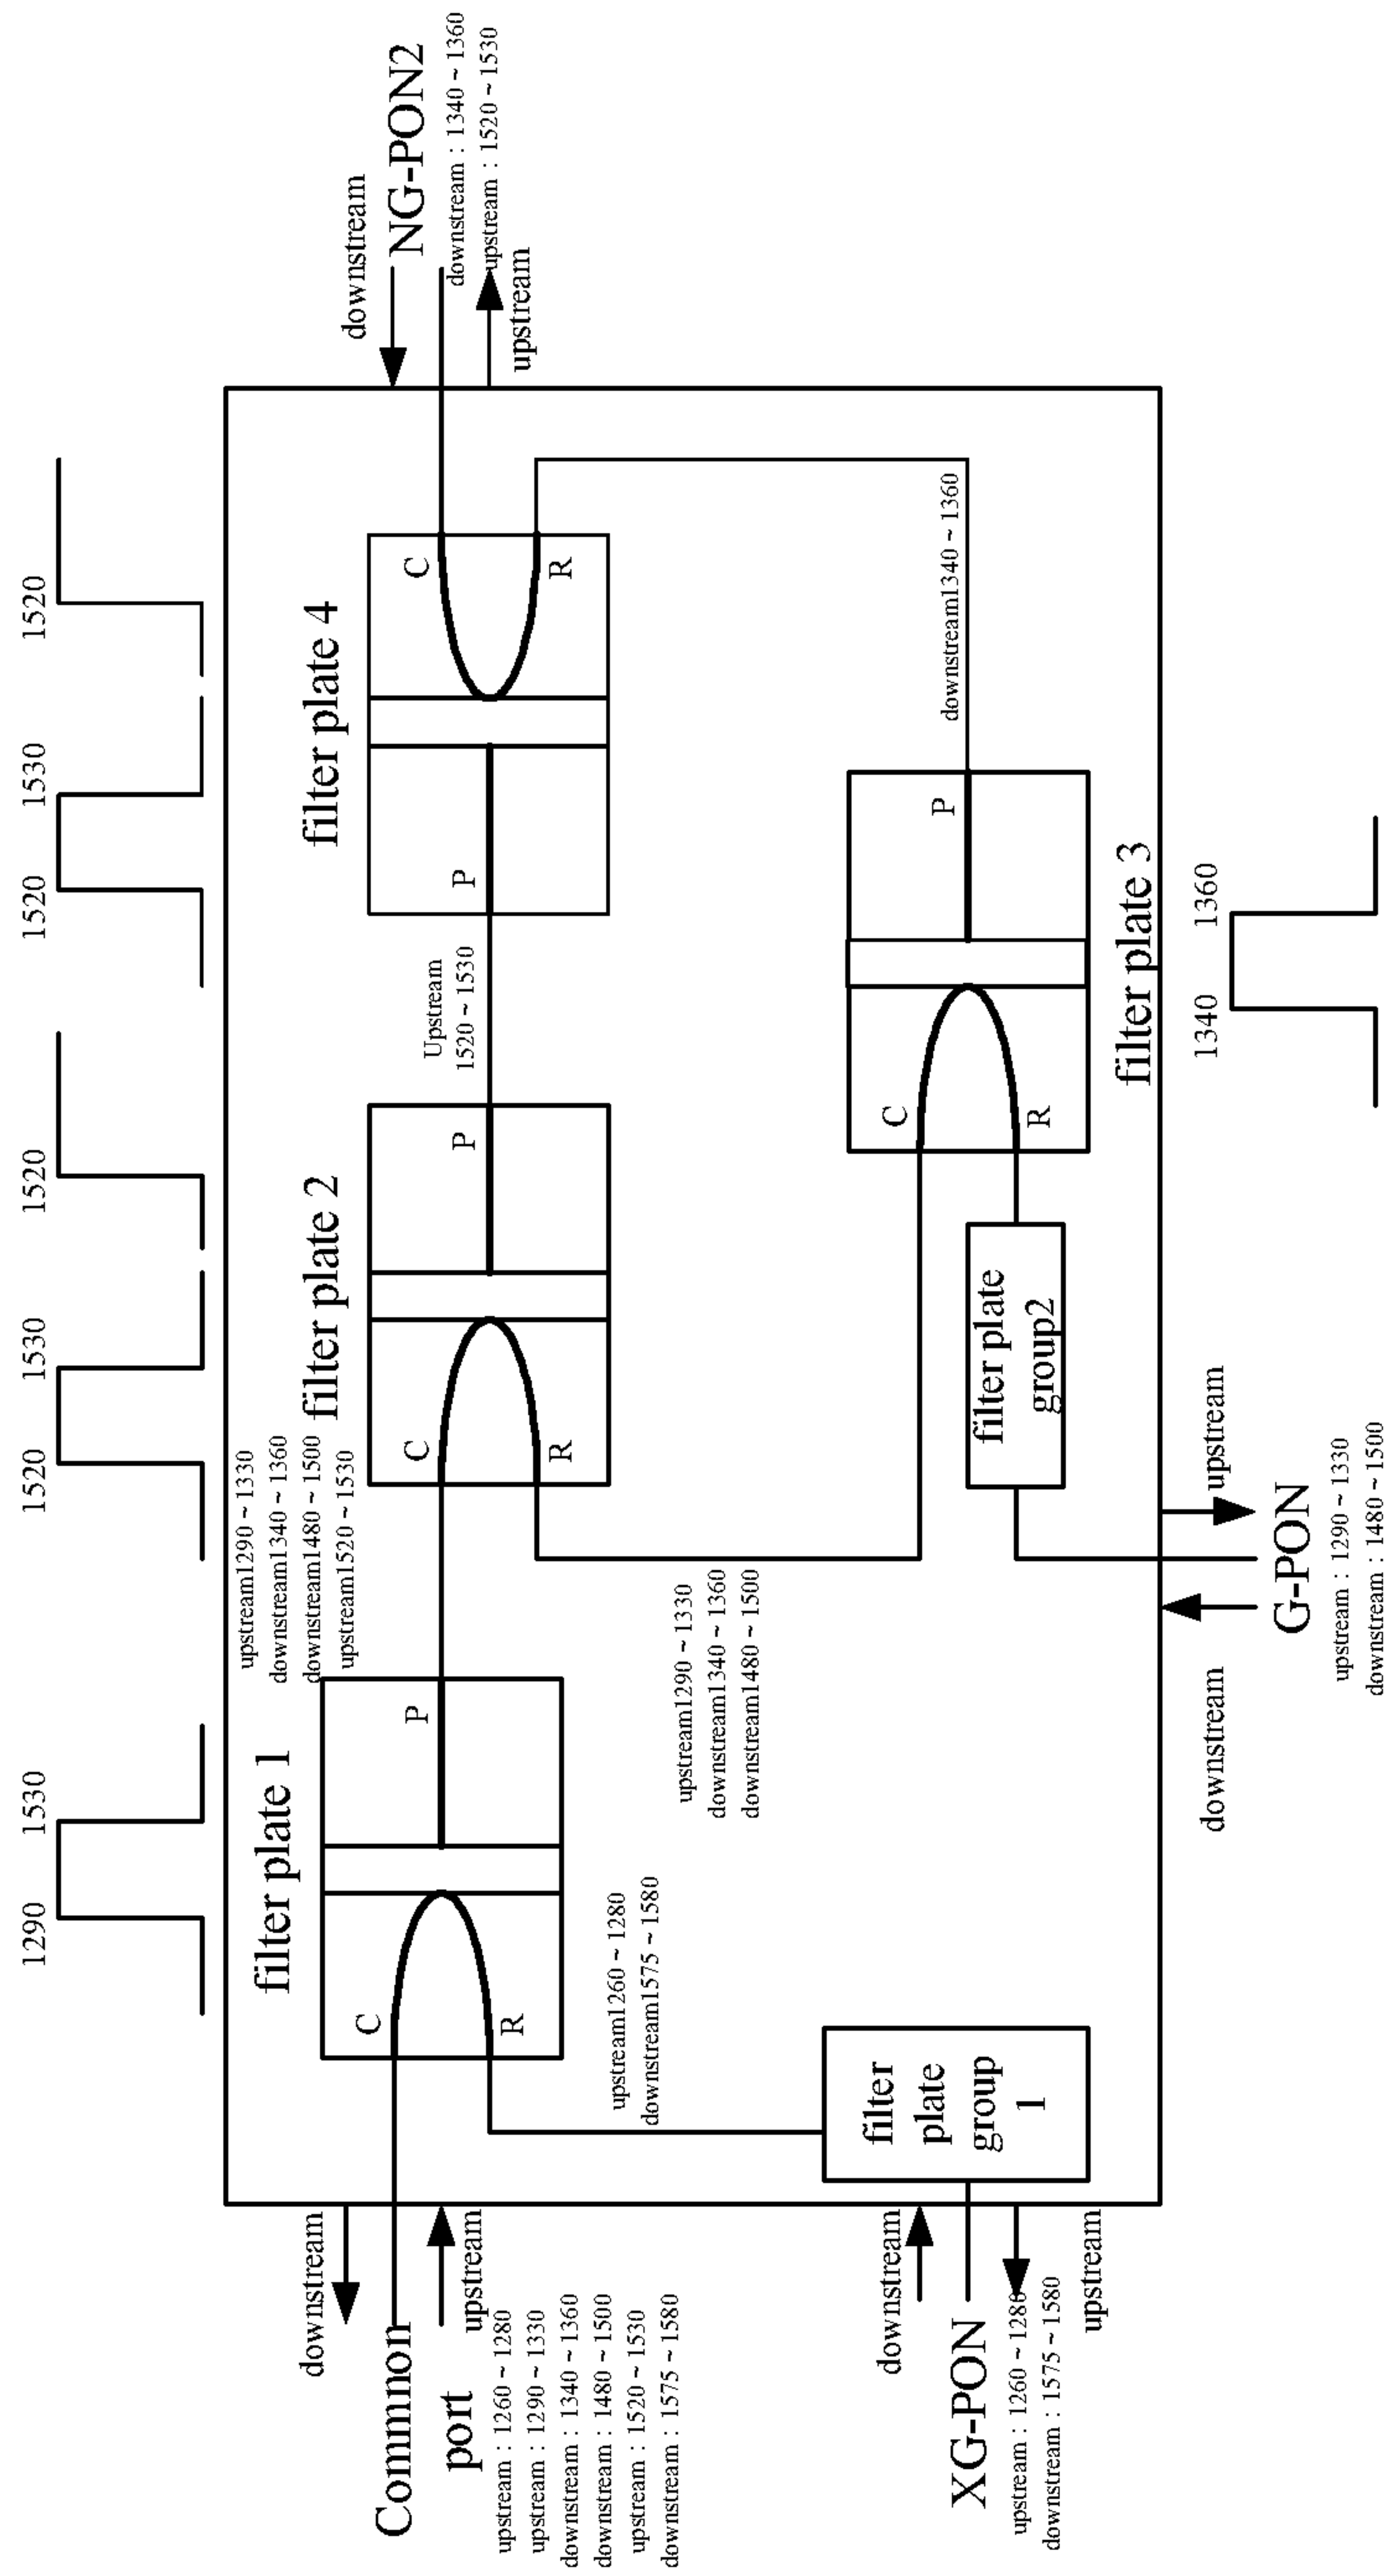 1290
1530
1520
1530
1520
1520
1530
1520
filter plate 1
C
R
P
upstream1290 ~ 1330
downstream1340 ~ 1360
downstream1480 ~ 1500
upstream1520 ~ 1530
filter plate 2
C
R
P
Upstream
1520 ~ 1530
filter plate 4
P
C
R
downstream
NG-PON2
downstream : 1340 ~ 1360
upstream : 1520 ~ 1530
upstream
downstream
Common
port
upstream
upstream : 1260 ~ 1280
upstream : 1290 ~ 1330
downstream : 1340 ~ 1360
downstream : 1480 ~ 1500
upstream : 1520 ~ 1530
downstream : 1575 ~ 1580
upstream1260 ~ 1280
downstream1575 ~ 1580
upstream1290 ~ 1330
downstream1340 ~ 1360
downstream1480 ~ 1500
downstream
XG-PON
upstream : 1260 ~ 1280
downstream : 1575 ~ 1580
upstream
filter
plate
group
1
filter plate
group2
C
R
P
downstream1340 ~ 1360
filter plate 3
1340
1360
downstream
upstream
G-PON
upstream : 1290 ~ 1330
downstream : 1480 ~ 1500